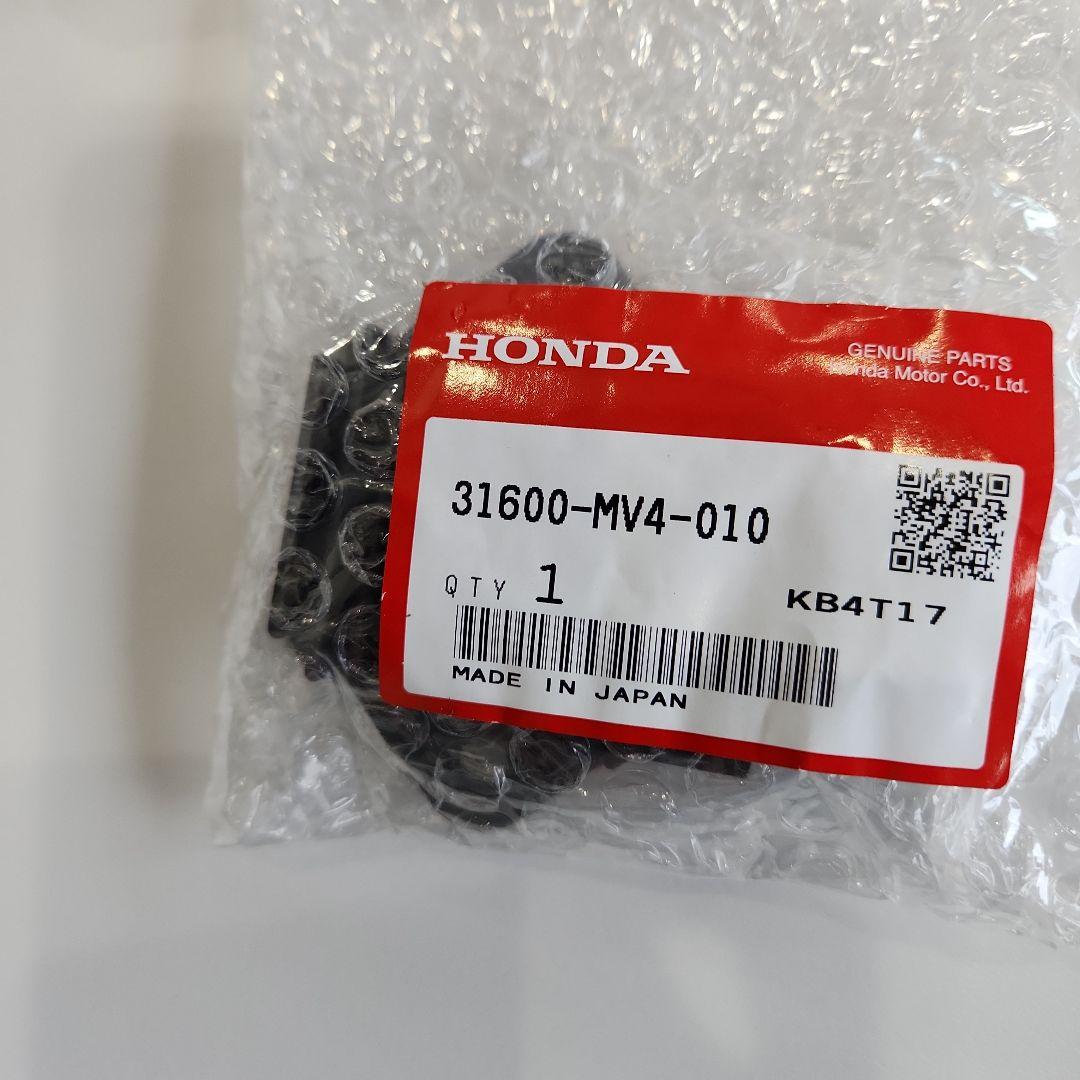 HONDA
GENUINE PARTS
Honda Motor Co., Ltd.
31600-MV4-010
QTY 1
KB4T17
MADE IN JAPAN